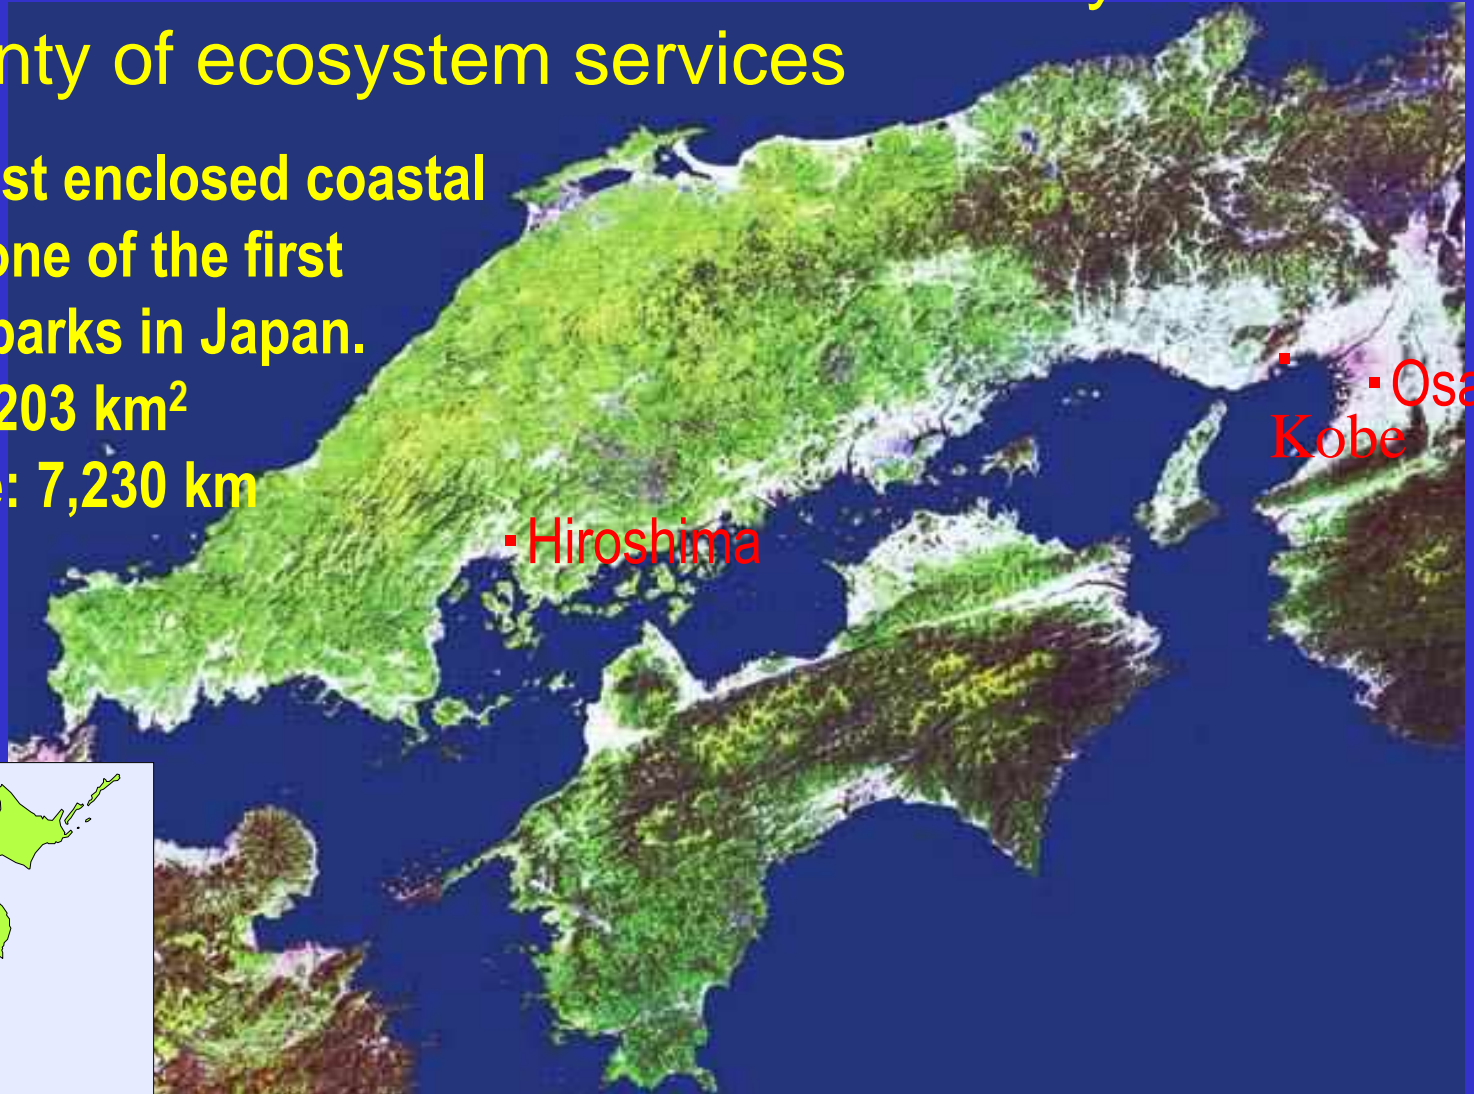 nty of ecosystem services
st enclosed coastal
one of the first
parks in Japan.
203 km²
e: 7,230 km
Osa
Kobe
Hiroshima